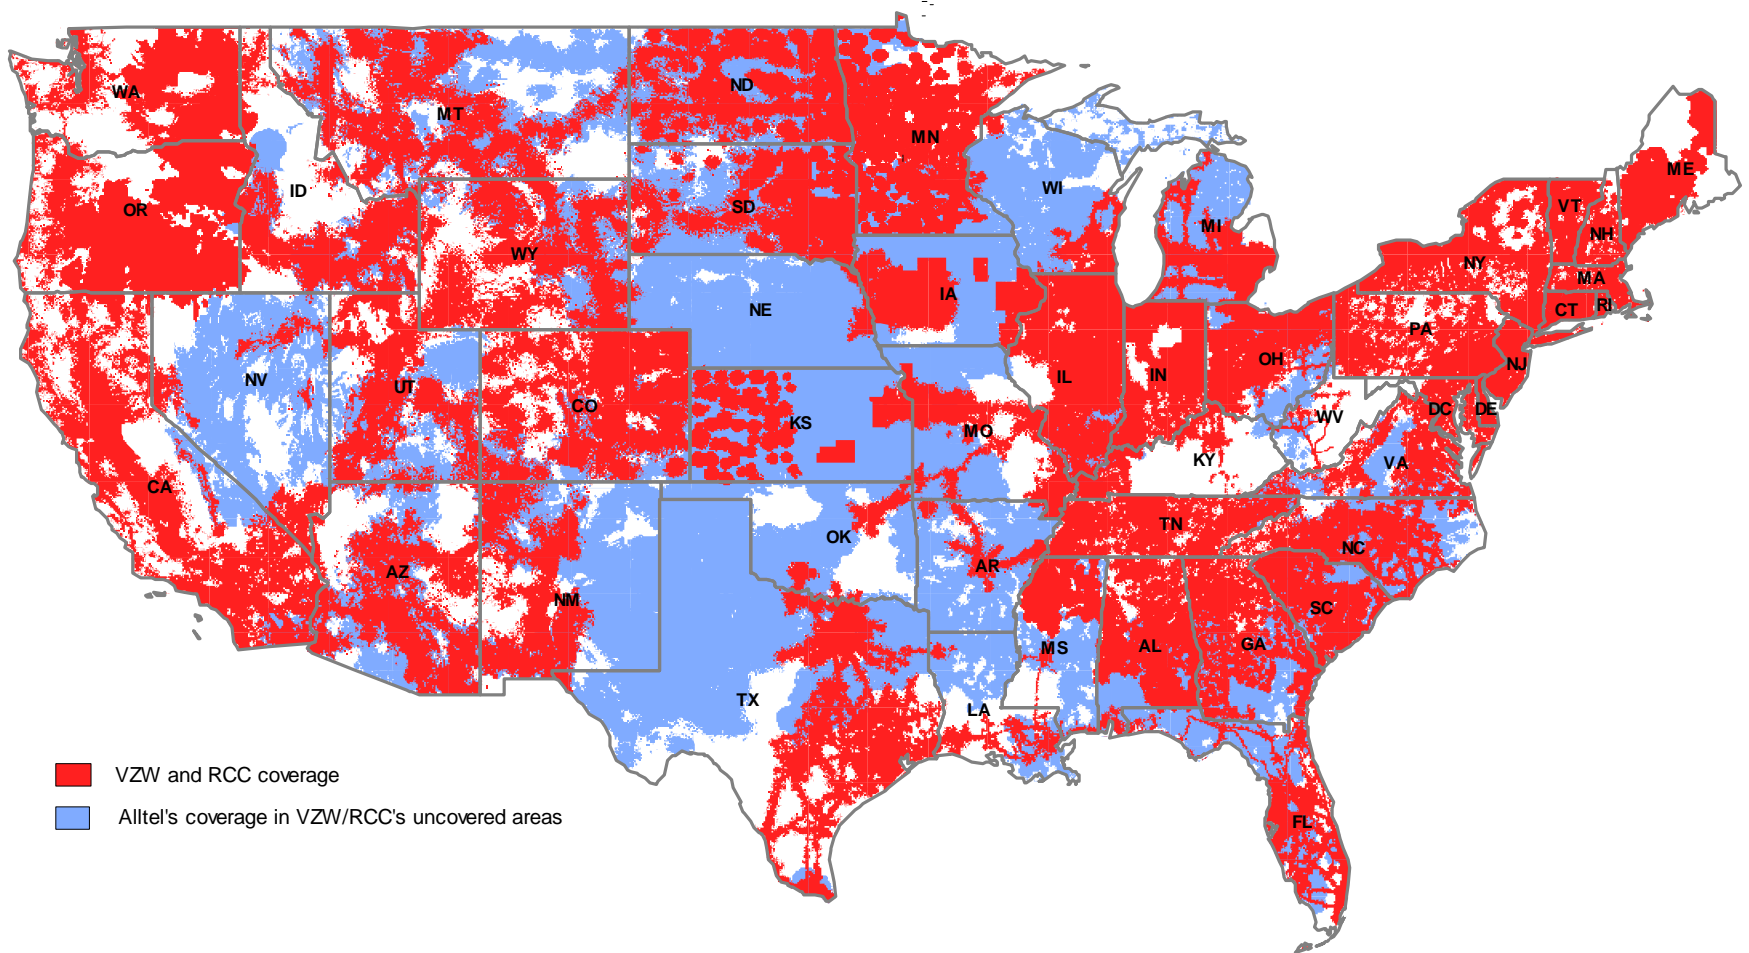 WA
MT
ND
MN
ME
ID
OR
SD
WI
MI
VT
NH
WY
NY
MA
NE
IA
CT
RI
PA
NV
UT
CO
IL
IN
OH
NJ
KS
MO
WV
DC
DE
CA
KY
VA
OK
TN
AZ
AR
NC
NM
SC
MS
AL
GA
TX
LA
VZW and RCC coverage
Alltel's coverage in VZW/RCC's uncovered areas
FL